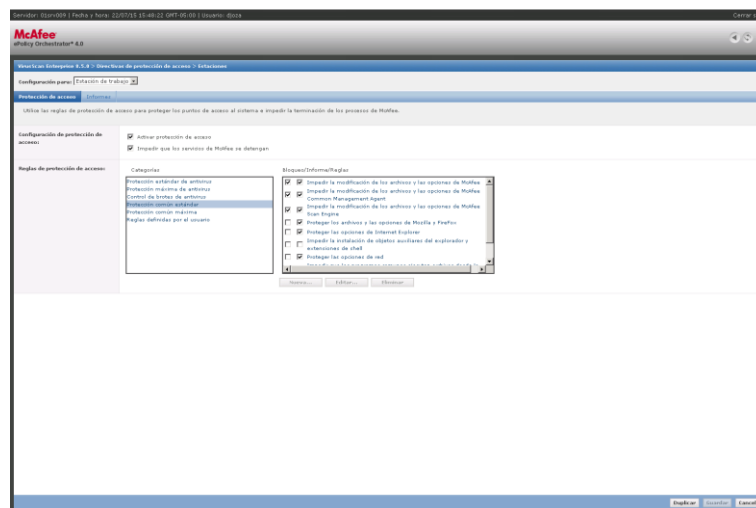 Servidor: 01srv009 | Fecha y hora: 22/07/15 15:48:22 GMT-05:00 | Usuario: djoza
Cerrar
McAfee
ePolicy Orchestrator® 4.0
VirusScan Enterprise 8.5.0 > Directivas de protección de acceso > Estaciones
Configuración para: Estación de trabajo
Protección de acceso Informes
Utilice las reglas de protección de acceso para proteger los puntos de acceso al sistema e impedir la terminación de los procesos de McAfee.
Configuración de protección de acceso:
Activar protección de acceso
Impedir que los servicios de McAfee se detengan
Reglas de protección de acceso:
Categorías
Protección estándar de antivirus
Protección máxima de antivirus
Control de brotes de antivirus
Protección común estándar
Protección común máxima
Reglas definidas por el usuario
Bloqueo/Informe/Reglas
Impedir la modificación de los archivos y las opciones de McAfee
Impedir la modificación de los archivos y las opciones de McAfee
Common Management Agent
Impedir la modificación de los archivos y las opciones de McAfee
Scan Engine
Proteger los archivos y las opciones de Mozilla y FireFox
Proteger las opciones de Internet Explorer
Impedir la instalación de objetos auxiliares del explorador y
extensiones de shell
Proteger las opciones de red
Nuevo... Editar... Eliminar
Duplicar Guardar Cancel